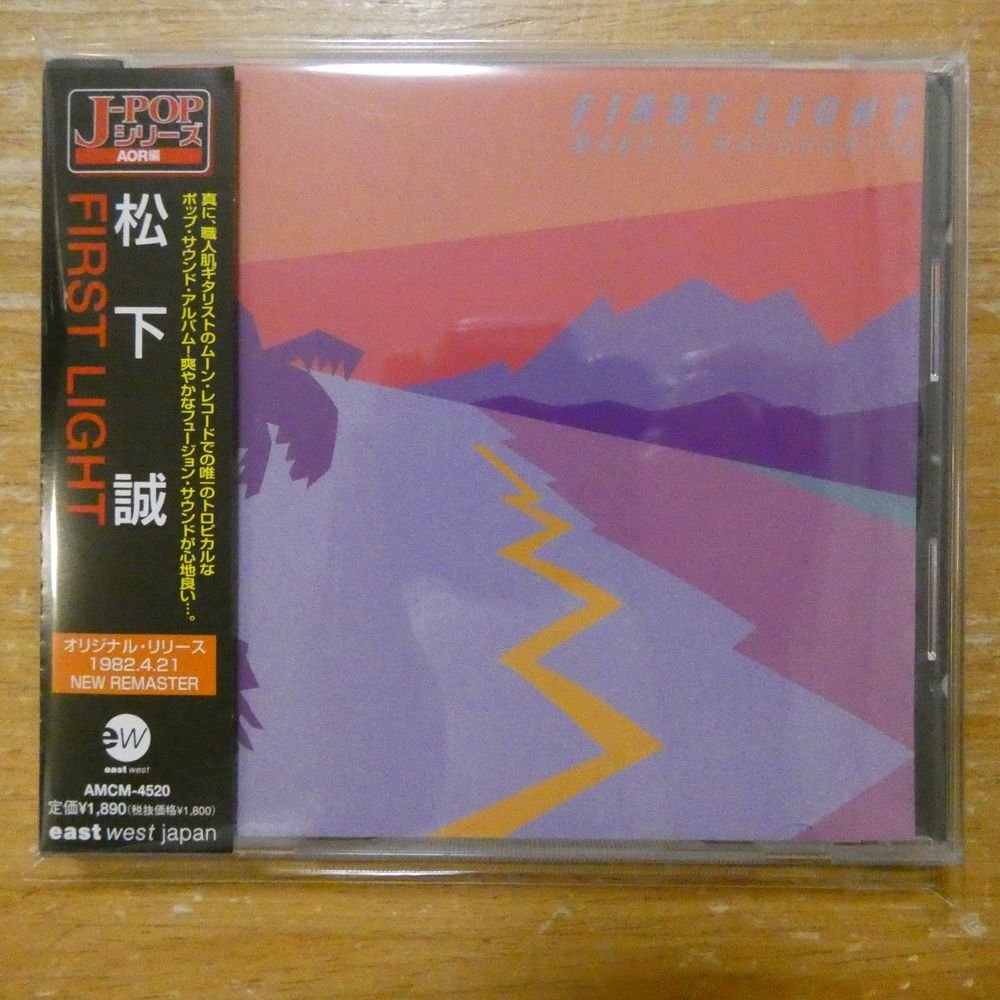 J-POP
シリーズ
AOR編
松下誠
FIRST LIGHT
真に、職人肌ギタリストのムーン・レコードでの唯一のトロピカルな
ポップ・サウンド・アルバム!爽やかなフュージョン・サウンドが心地良い…。
オリジナル・リリース
1982.4.21
NEW REMASTER
ew
east west
AMCM-4520
定価¥1,890(税抜価格¥1,800)
east west japan
FIRST LIGHT
Makoto Matsushita